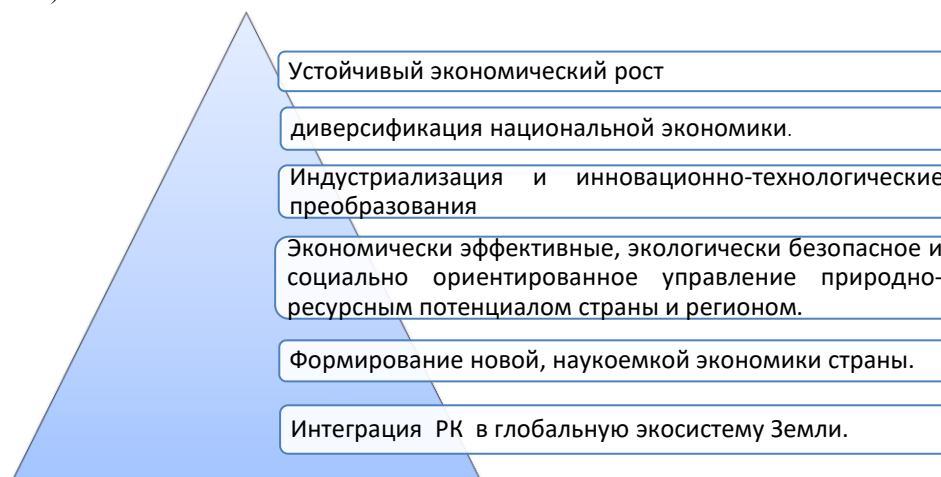 Устойчивый экономический рост
диверсификация национальной экономики.
Индустриализация и инновационно-технологические
преобразования
Экономически эффективные, экологически безопасное и
социально ориентированное управление природно-
ресурсным потенциалом страны и регионом.
Формирование новой, наукоемкой экономики страны.
Интеграция РК в глобальную экосистему Земли.